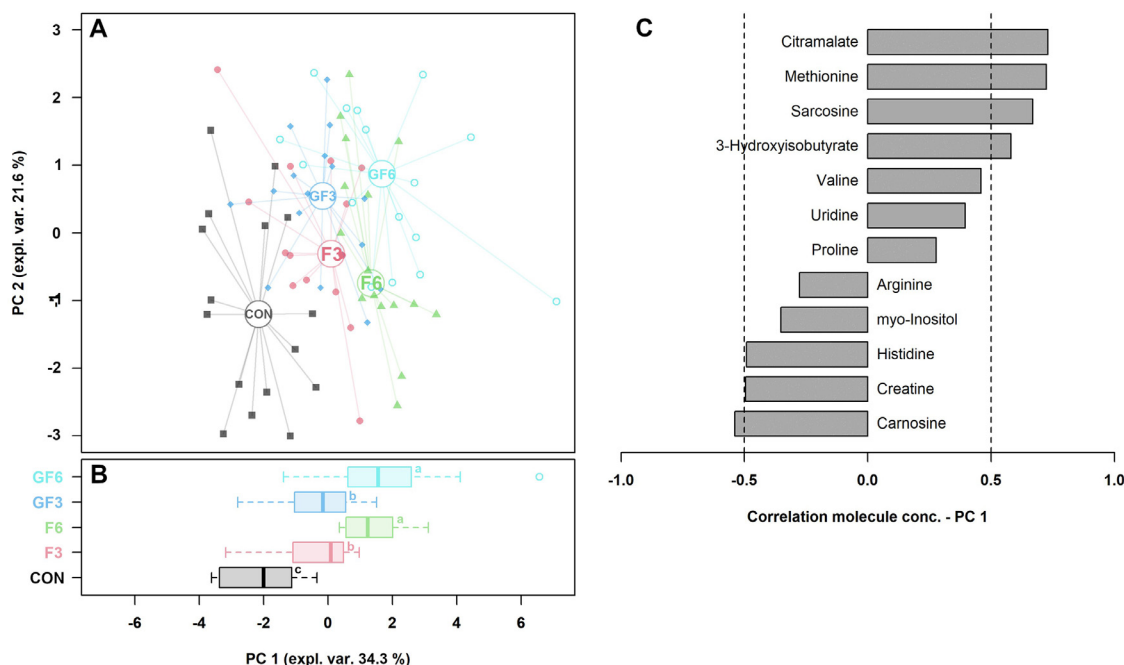 A
3
2
1
0
-1
-2
-3
PC 2 (expl. var. 21.6 %)
GF6
GF3
F3
F6
CON
B
GF6
a
GF3
b
F6
a
F3
b
CON
c
-6
-4
-2
0
2
4
6
PC 1 (expl. var. 34.3 %)
C
Citramalate
Methionine
Sarcosine
3-Hydroxyisobutyrate
Valine
Uridine
Proline
Arginine
myo-Inositol
Histidine
Creatine
Carnosine
-1.0
-0.5
0.0
0.5
1.0
Correlation molecule conc. - PC 1